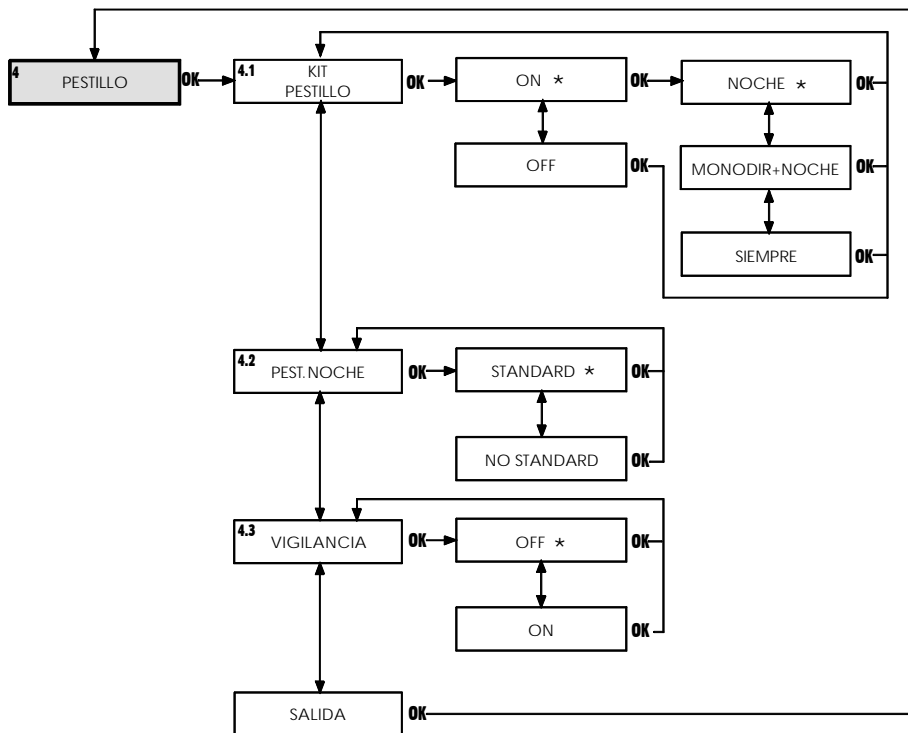 4
PESTILLO
OK
4.1
KIT
PESTILLO
OK
ON *
OK
NOCHE *
OK
OFF
OK
MONODIR+NOCHE
OK
SIEMPRE
OK
4.2
PEST. NOCHE
OK
STANDARD *
OK
NO STANDARD
OK
4.3
VIGILANCIA
OK
OFF *
OK
ON
OK
SALIDA
OK